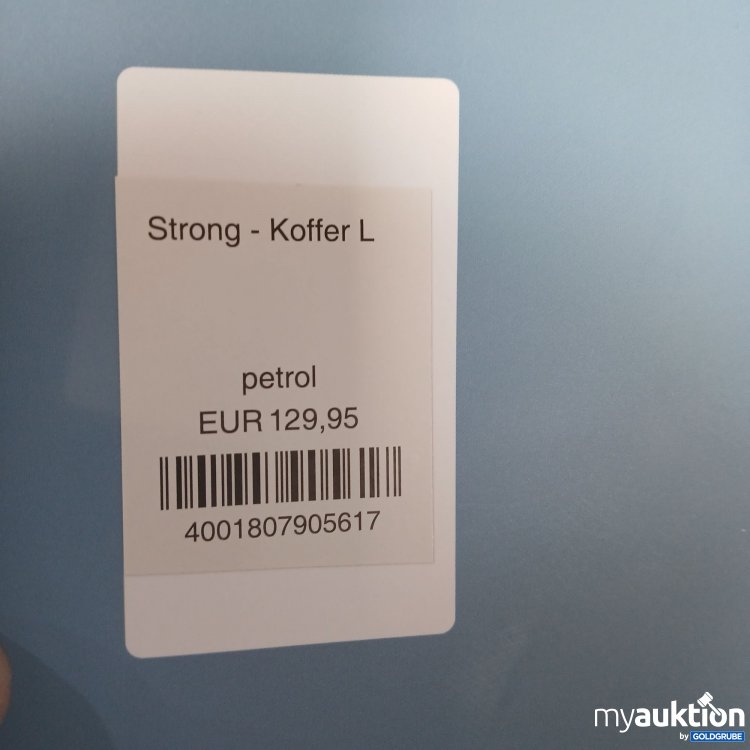 Strong - Koffer L
petrol
EUR 129,95
4001807905617
myauktion
by GOLDGRUBE